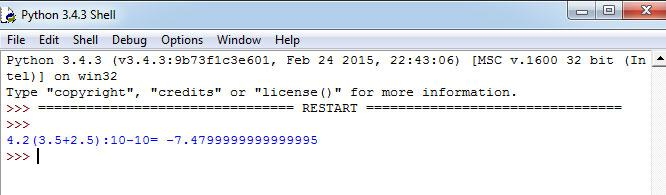 Python 3.4.3 Shell
File Edit Shell Debug Options Window Help
Python 3.4.3 (v3.4.3:9b73f1c3e601, Feb 24 2015, 22:43:06) [MSC v.1600 32 bit (In
tel)] on win32
Type "copyright", "credits" or "license()" for more information.
>>> ================================ RESTART ================================
>>>
4.2(3.5+2.5):10-10= -7.4799999999999995
>>>